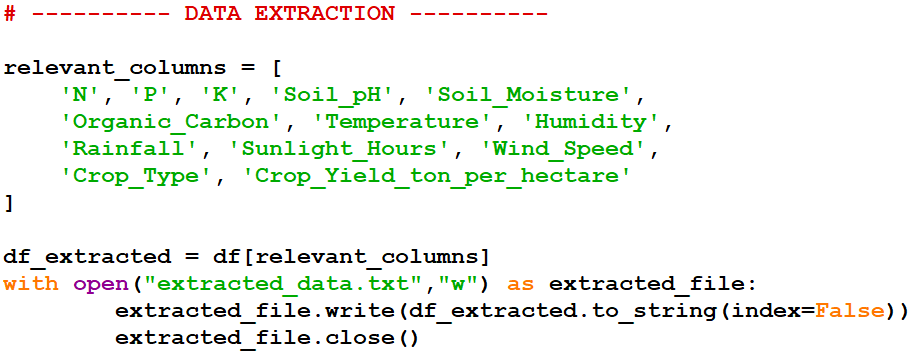 # ---------- DATA EXTRACTION ----------
relevant_columns = [
    'N', 'P', 'K', 'Soil_pH', 'Soil_Moisture',
    'Organic_Carbon', 'Temperature', 'Humidity',
    'Rainfall', 'Sunlight_Hours', 'Wind_Speed',
    'Crop_Type', 'Crop_Yield_ton_per_hectare'
]
df_extracted = df[relevant_columns]
with open("extracted_data.txt","w") as extracted_file:
        extracted_file.write(df_extracted.to_string(index=False))
        extracted_file.close()